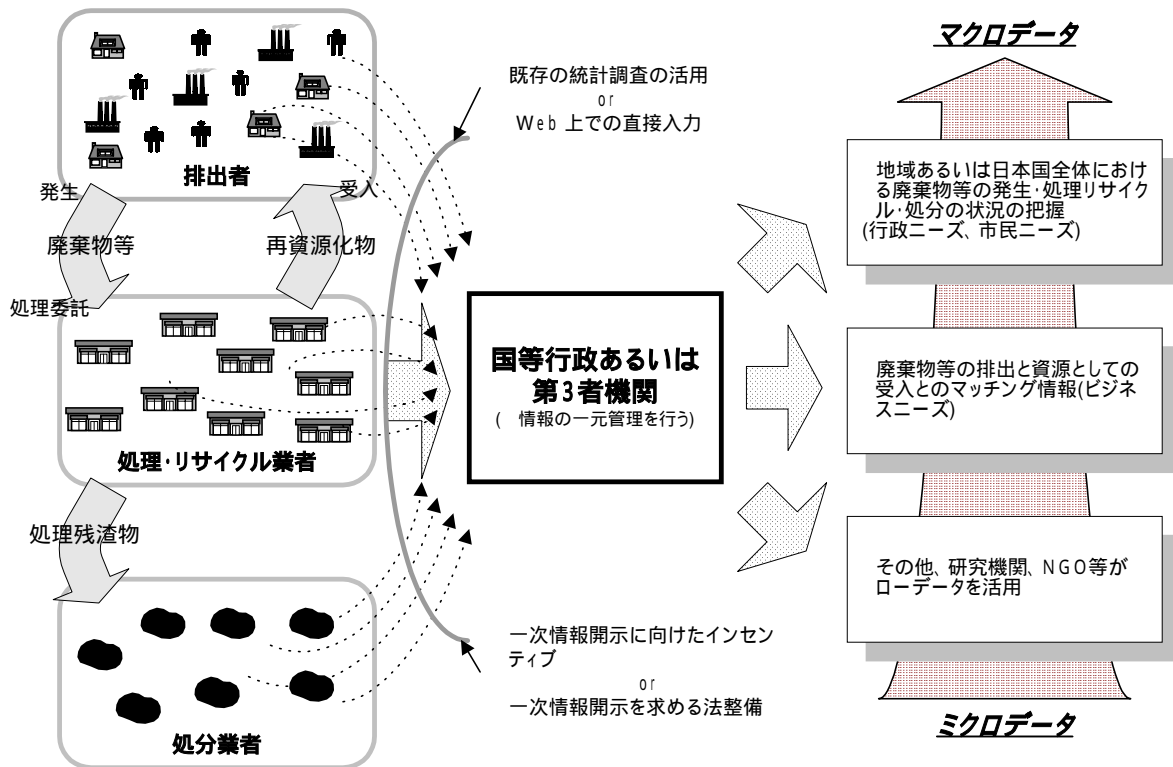 排出者
発生
廃棄物等
受入
再資源化物
処理委託
処理・リサイクル業者
処理残渣物
処分業者
既存の統計調査の活用
or
Web 上での直接入力
国等行政あるいは
第3者機関
( 情報の一元管理を行う)
一次情報開示に向けたインセン
ティブ
or
一次情報開示を求める法整備
マクロデータ
地域あるいは日本国全体におけ
る廃棄物等の発生・処理リサイク
ル・処分の状況の把握
(行政ニーズ、市民ニーズ)
廃棄物等の排出と資源としての
受入とのマッチング情報(ビジネ
スニーズ)
その他、研究機関、NGO等が
ローデータを活用
ミクロデータ